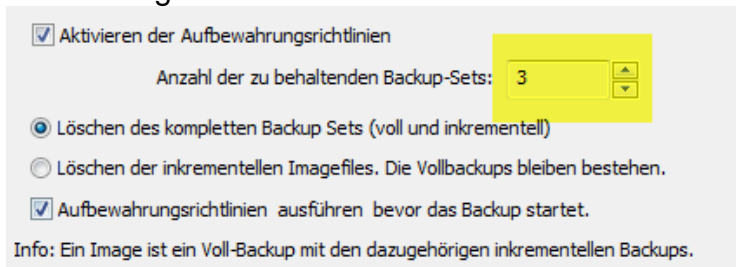 Aktivieren der Aufbewahrungsrichtlinien
Anzahl der zu behaltenden Backup-Sets: 3
Löschen des kompletten Backup Sets (voll und inkrementell)
Löschen der inkrementellen Imagefiles. Die Vollbackups bleiben bestehen.
Aufbewahrungsrichtlinien ausführen bevor das Backup startet.
Info: Ein Image ist ein Voll-Backup mit den dazugehörigen inkrementellen Backups.